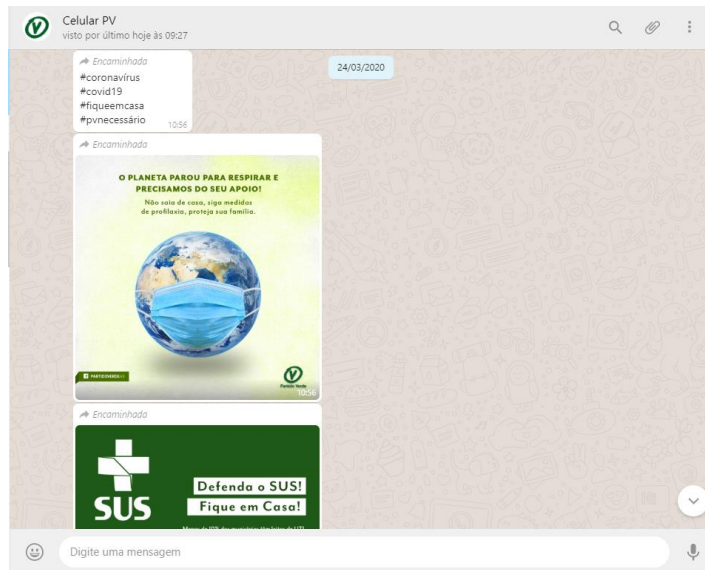 Celular PV
visto por último hoje às 09:27
24/03/2020
Encaminhada
#coronavírus
#covid19
#fiqueemcasa
#pvnecessário
10:56
Encaminhada
O PLANETA PAROU PARA RESPIRAR E
PRECISAMOS DO SEU APOIO!
Não saia de casa, siga medidas
de profilaxia, proteja sua família.
Partido Verde
10:56
Encaminhada
SUS
Defenda o SUS!
Fique em Casa!
Digite uma mensagem